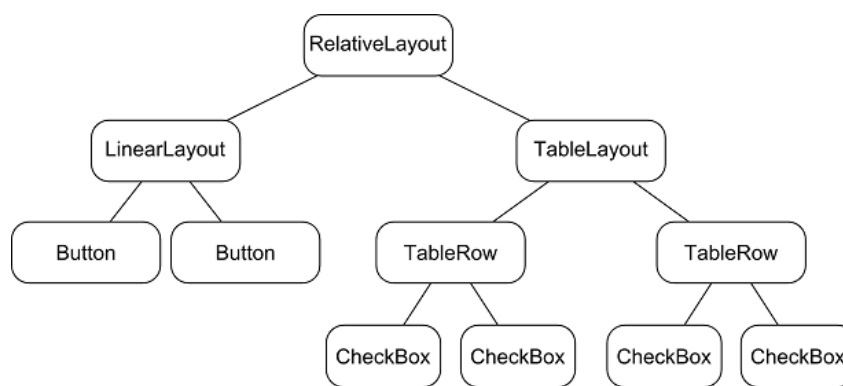 RelativeLayout
LinearLayout
TableLayout
Button
Button
TableRow
TableRow
CheckBox
CheckBox
CheckBox
CheckBox